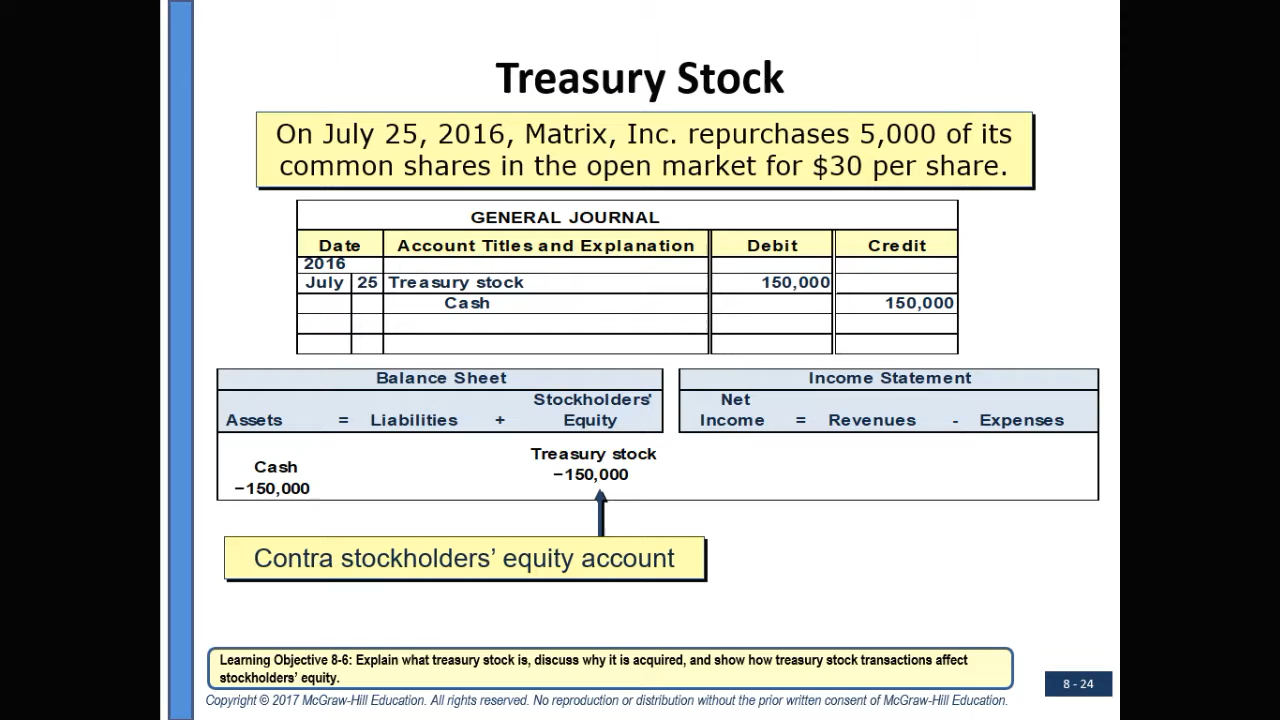 Treasury Stock
On July 25, 2016, Matrix, Inc. repurchases 5,000 of its
common shares in the open market for $30 per share.
GENERAL JOURNAL
Date Account Titles and Explanation Debit Credit
2016
July 25 Treasury stock 150,000
Cash 150,000
Balance Sheet
Assets = Liabilities + Stockholders'
Equity
Income Statement
Net
Income = Revenues - Expenses
Cash
−150,000
Treasury stock
−150,000
Contra stockholders’ equity account
Learning Objective 8-6: Explain what treasury stock is, discuss why it is acquired, and show how treasury stock transactions affect
stockholders’ equity.
8 - 24
Copyright © 2017 McGraw-Hill Education. All rights reserved. No reproduction or distribution without the prior written consent of McGraw-Hill Education.